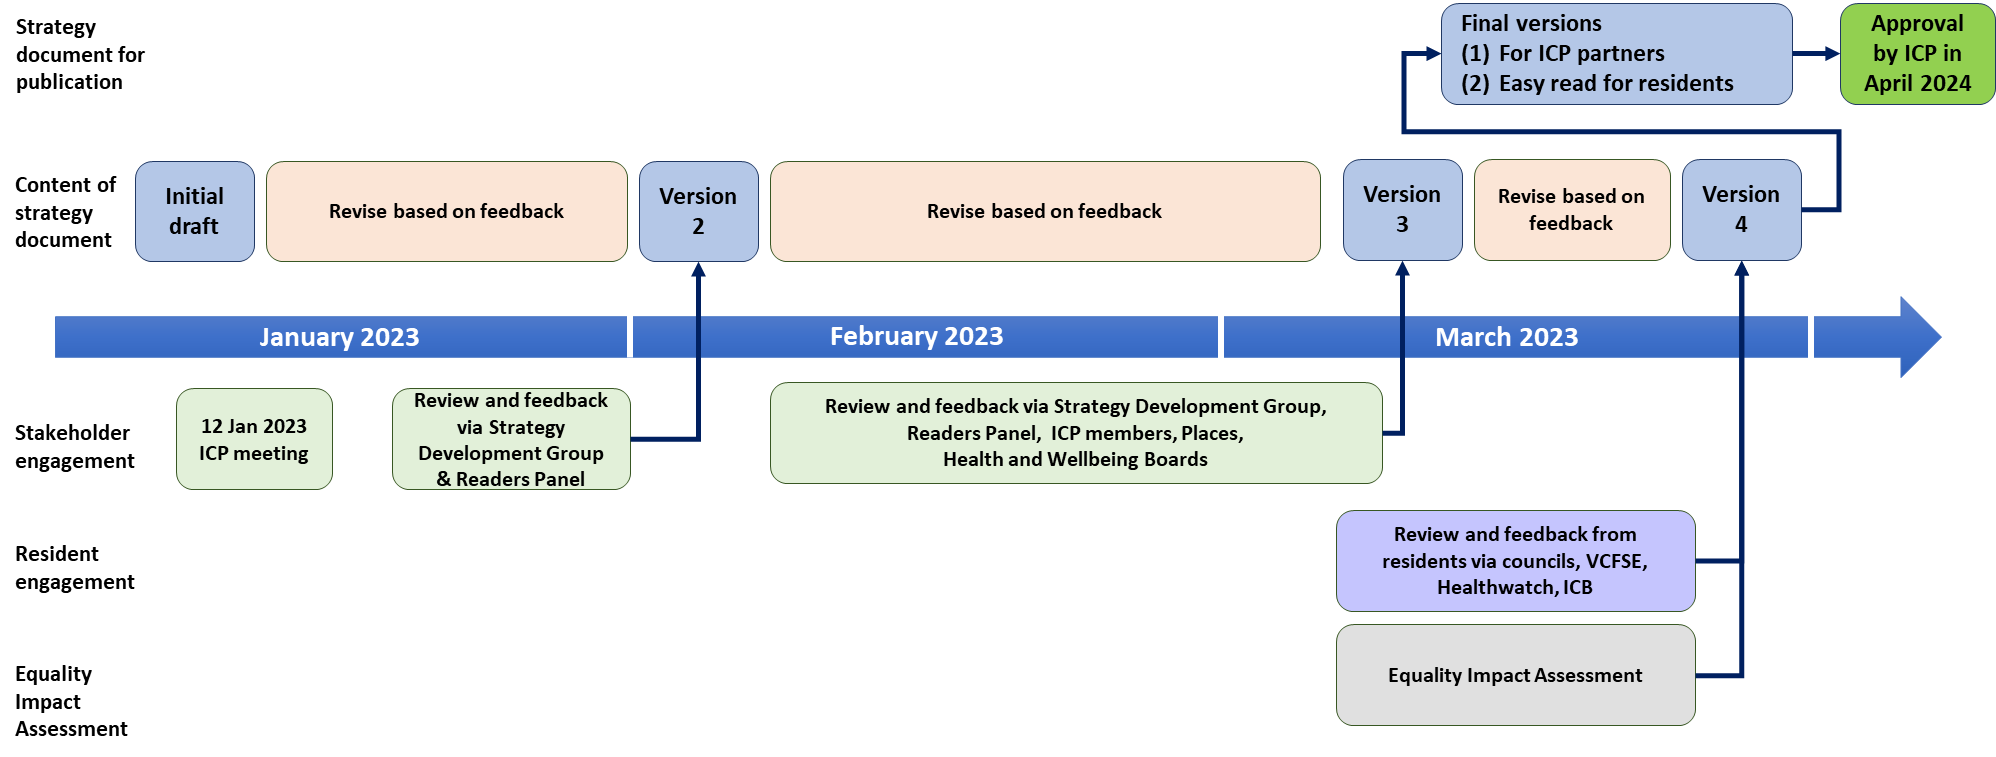 Strategy
document for
publication
Final versions
(1) For ICP partners
(2) Easy read for residents
Approval
by ICP in
April 2024
Content of
strategy
document
Initial
draft
Revise based on feedback
Version
2
Revise based on feedback
Version
3
Revise based on
feedback
Version
4
January 2023
February 2023
March 2023
Stakeholder
engagement
12 Jan 2023
ICP meeting
Review and feedback
via Strategy
Development Group
& Readers Panel
Review and feedback via Strategy Development Group,
Readers Panel, ICP members, Places,
Health and Wellbeing Boards
Resident
engagement
Review and feedback from
residents via councils, VCFSE,
Healthwatch, ICB
Equality
Impact
Assessment
Equality Impact Assessment